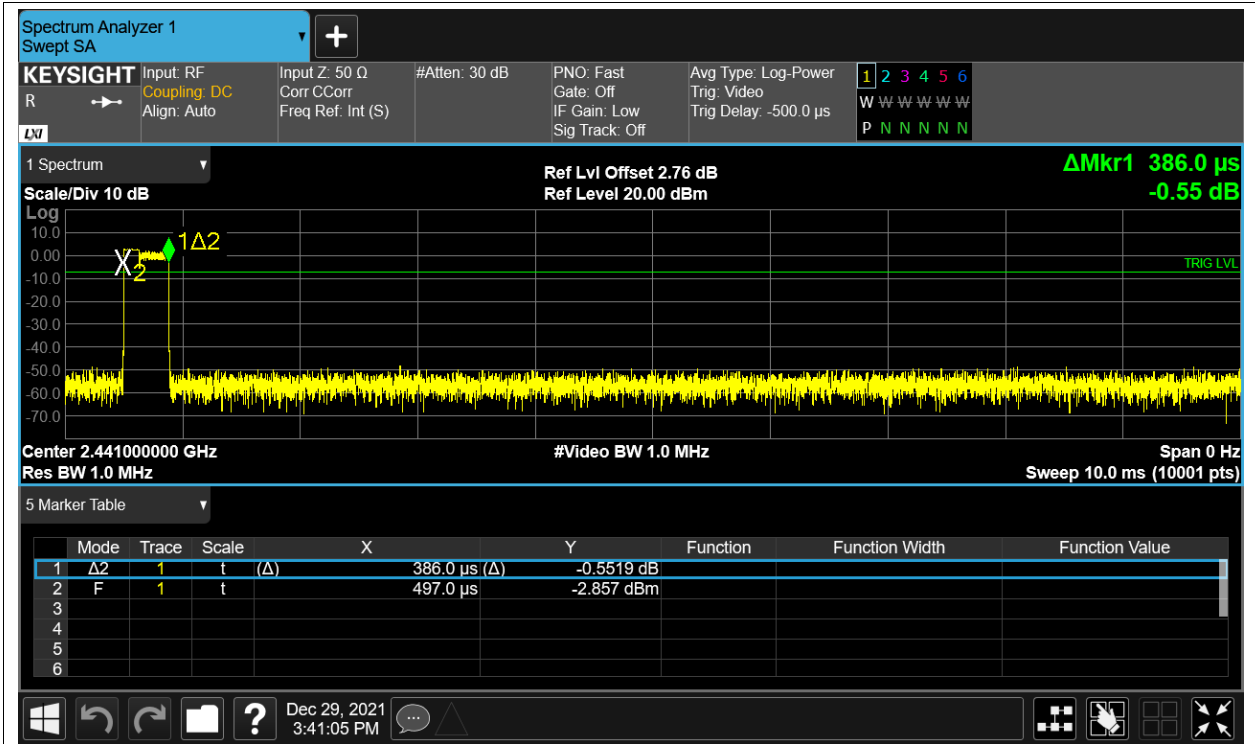 Spectrum Analyzer 1
Swept SA
KEYSIGHT Input: RF Input Z: 50 Ω #Atten: 30 dB PNO: Fast Avg Type: Log-Power 1 2 3 4 5 6
R Coupling: DC Corr CCorr Gate: Off Trig: Video W W W W W W
Align: Auto Freq Ref: Int (S) IF Gain: Low Trig Delay: -500.0 µs P N N N N N
LXI Sig Track: Off
1 Spectrum Ref Lvl Offset 2.76 dB ΔMkr1 386.0 µs
Scale/Div 10 dB Ref Level 20.00 dBm -0.55 dB
Log
10.0
1Δ2
0.00
X2
TRIG LVL
-10.0
-20.0
-30.0
-40.0
-50.0
-60.0
-70.0
Center 2.441000000 GHz #Video BW 1.0 MHz Span 0 Hz
Res BW 1.0 MHz Sweep 10.0 ms (10001 pts)
5 Marker Table
Mode Trace Scale X Y Function Function Width Function Value
1 Δ2 1 t (Δ) 386.0 µs (Δ) -0.5519 dB
2 F 1 t 497.0 µs -2.857 dBm
3
4
5
6
? Dec 29, 2021
3:41:05 PM